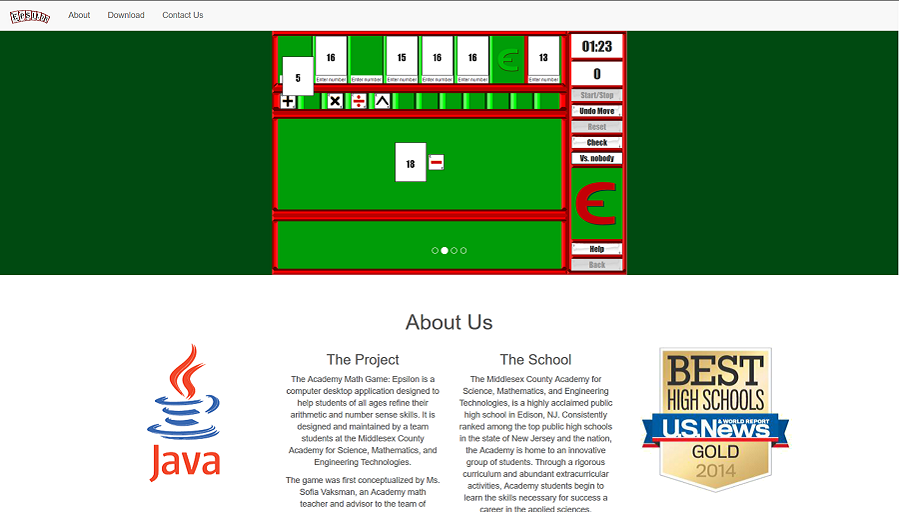 Epsilon
About
Download
Contact Us
5
16
15
16
16
ϵ
13
Enter number
Enter number
Enter number
Enter number
Enter number
Enter number
+ × ÷ ^
18 −
01:23
0
Start/Stop
Undo Move
Reset
Check
Vs. nobody
ϵ
Help
Back
About Us
Java
The Project
The Academy Math Game: Epsilon is a
computer desktop application designed to
help students of all ages refine their
arithmetic and number sense skills. It is
designed and maintained by a team
students at the Middlesex County
Academy for Science, Mathematics, and
Engineering Technologies.
The game was first conceptualized by Ms.
Sofia Vaksman, an Academy math
teacher and advisor to the team of
The School
The Middlesex County Academy for
Science, Mathematics, and Engineering
Technologies, is a highly acclaimed public
high school in Edison, NJ. Consistently
ranked among the top public high schools
in the state of New Jersey and the nation,
the Academy is home to an innovative
group of students. Through a rigorous
curriculum and abundant extracurricular
activities, Academy students begin to
learn the skills necessary for success a
career in the applied sciences.
BEST
HIGH SCHOOLS
U.S.News
& WORLD REPORT
GOLD
2014